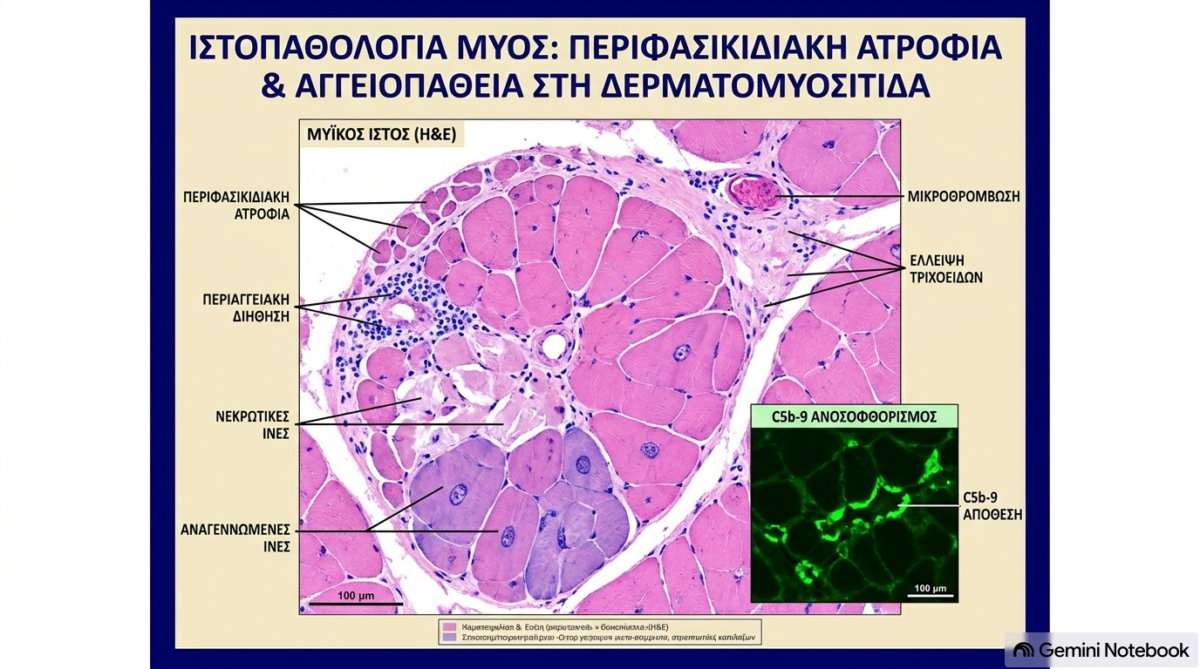 ΙΣΤΟΠΑΘΟΛΟΓΙΑ ΜΥΟΣ: ΠΕΡΙΦΑΣΙΚΙΔΙΑΚΗ ΑΤΡΟΦΙΑ
& ΑΓΓΕΙΟΠΑΘΕΙΑ ΣΤΗ ΔΕΡΜΑΤΟΜΥΟΣΙΤΙΔΑ
ΜΥΪΚΟΣ ΙΣΤΟΣ (H&E)
ΠΕΡΙΦΑΣΙΚΙΔΙΑΚΗ
ΑΤΡΟΦΙΑ
ΠΕΡΙΑΓΓΕΙΑΚΗ
ΔΙΗΘΗΣΗ
ΝΕΚΡΩΤΙΚΕΣ
ΙΝΕΣ
ΑΝΑΓΕΝΝΩΜΕΝΕΣ
ΙΝΕΣ
ΜΙΚΡΟΘΡΟΜΒΩΣΗ
ΕΛΛΕΙΨΗ
ΤΡΙΧΟΕΙΔΩΝ
C5b-9 ΑΝΟΣΟΦΘΟΡΙΣΜΟΣ
C5b-9
ΑΠΟΘΕΣΗ
100 μm
100 μm
(H&E)
Gemini Notebook